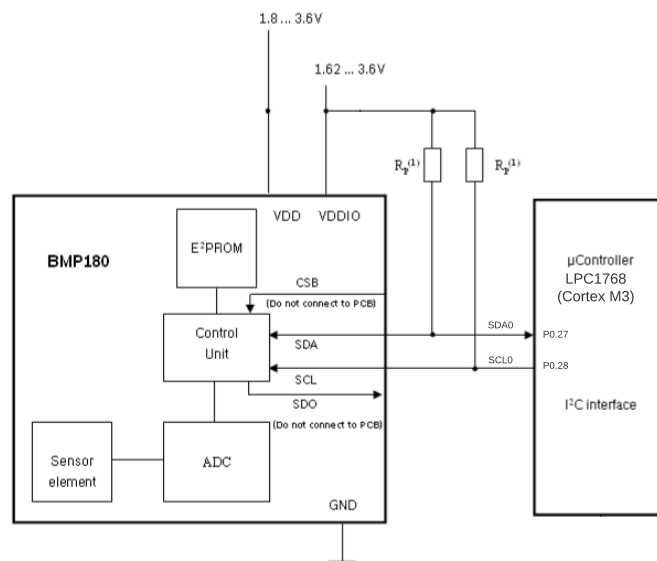 1.8 ... 3.6V
1.62 ... 3.6V
Rp(1)
Rp(1)
VDD
VDDIO
E²PROM
BMP180
CSB
(Do not connect to PCB)
Control
Unit
SDA
SCL
SDO
(Do not connect to PCB)
Sensor
element
ADC
GND
SDA0
SCL0
µController
LPC1768
(Cortex M3)
P0.27
P0.28
I²C interface